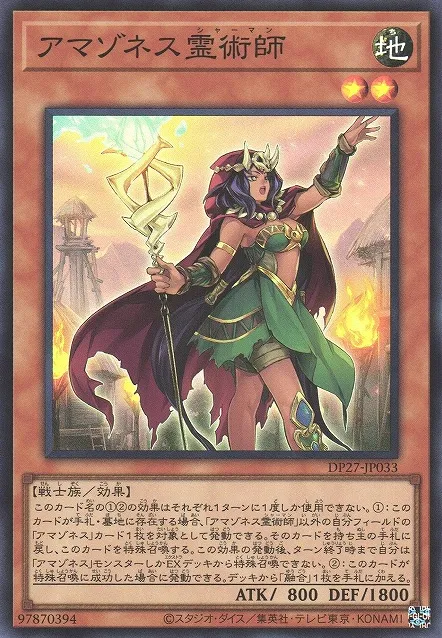 シャーマン
アマゾネス霊術師
地
DP27-JP033
【戦士族/効果】
このカード名の①②の効果はそれぞれ1ターンに1度しか使用できない。①:こ
のカードが手札・墓地に存在する場合、「アマゾネス霊術師」以外の自分フィールドの
「アマゾネス」カード1枚を対象として発動できる。そのカードを持ち主の手札に
戻し、このカードを特殊召喚する。この効果の発動後、ターン終了時まで自分は
「アマゾネス」モンスターしかEXデッキから特殊召喚できない。②:このカードが
特殊召喚に成功した場合に発動できる。デッキから「融合」1枚を手札に加える。
ATK/ 800 DEF/1800
97870394 ©スタジオ・ダイス/集英社・テレビ東京・KONAMI